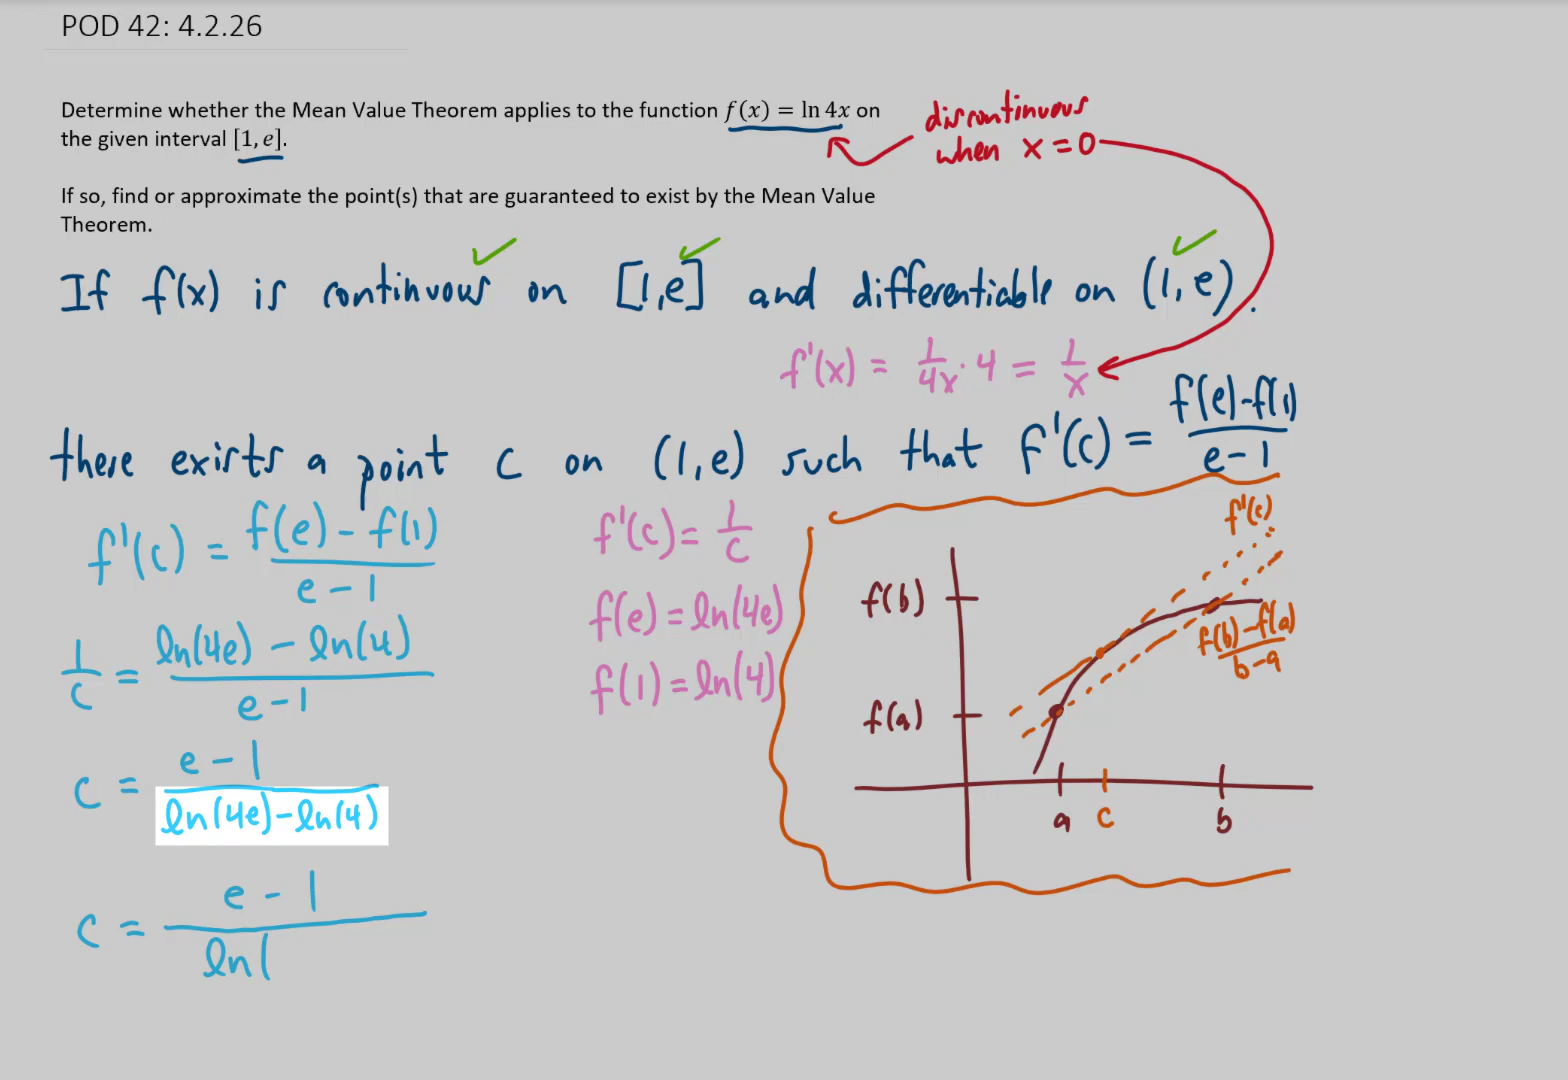 POD 42: 4.2.26
Determine whether the Mean Value Theorem applies to the function f(x) = ln 4x on
the given interval [1, e].
discontinuous
when x = 0
If so, find or approximate the point(s) that are guaranteed to exist by the Mean Value
Theorem.
If f(x) is continuous on [1,e] and differentiable on (1,e).
f'(x) = 1/4x · 4 = 1/x
there exists a point c on (1,e) such that f'(c) = f(e)-f(1)/e-1
f'(c) = f(e) - f(1)/e - 1
1/c = ln(4e) - ln(4)/e - 1
c = e - 1/ln(4e) - ln(4)
c = e - 1/ln(
f'(c) = 1/c
f(e) = ln(4e)
f(1) = ln(4)
f'(c)
f(b)
f(b)-f(a)/b-a
f(a)
a c b